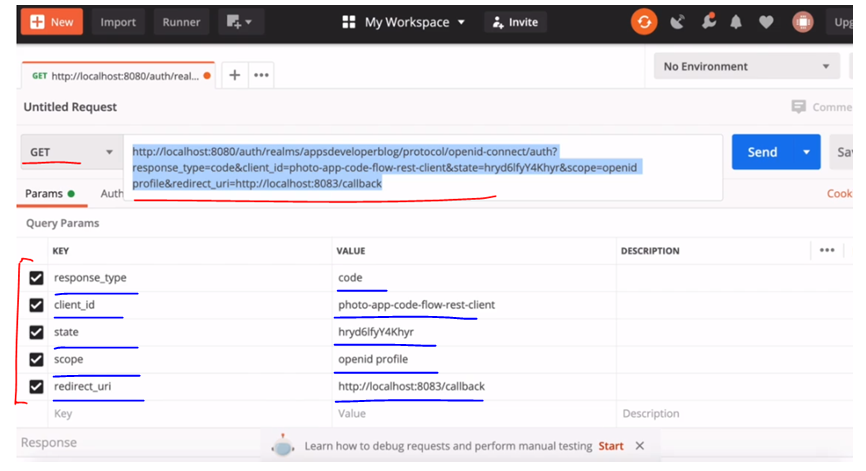 New Import Runner My Workspace Invite Upg
GET http://localhost:8080/auth/real... + ••• No Environment
Untitled Request Comme
GET http://localhost:8080/auth/realms/appsdeveloperblog/protocol/openid-connect/auth? Send Sa
response_type=code&client_id=photo-app-code-flow-rest-client&state=hryd6lfyY4Khyr&scope=openid
profile&redirect_uri=http://localhost:8083/callback
Params Auth Cook
Query Params
KEY VALUE DESCRIPTION •••
response_type code
client_id photo-app-code-flow-rest-client
state hryd6lfyY4Khyr
scope openid profile
redirect_uri http://localhost:8083/callback
Key Value Description
Response Learn how to debug requests and perform manual testing Start ✕